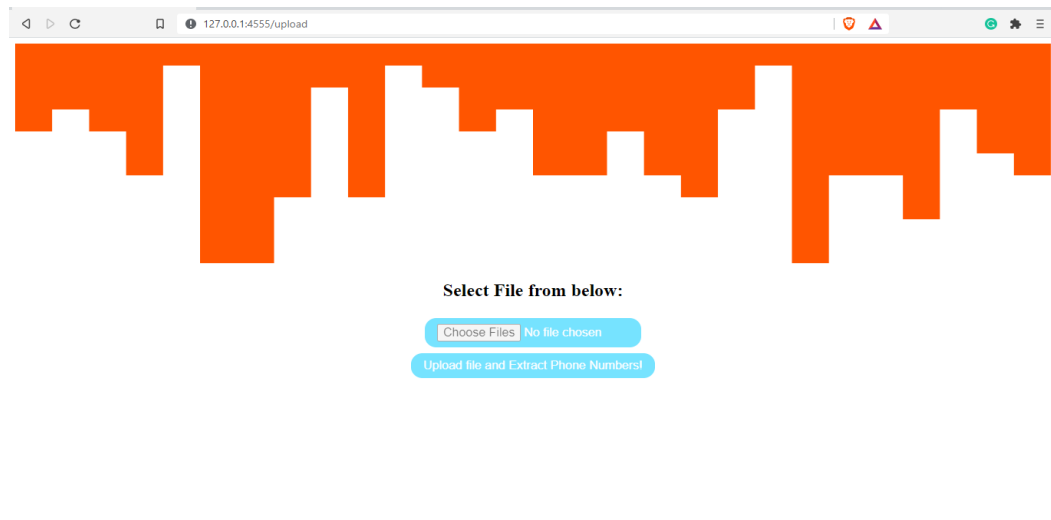 127.0.0.1:4555/upload
Select File from below:
Choose Files No file chosen
Upload file and Extract Phone Numbers!